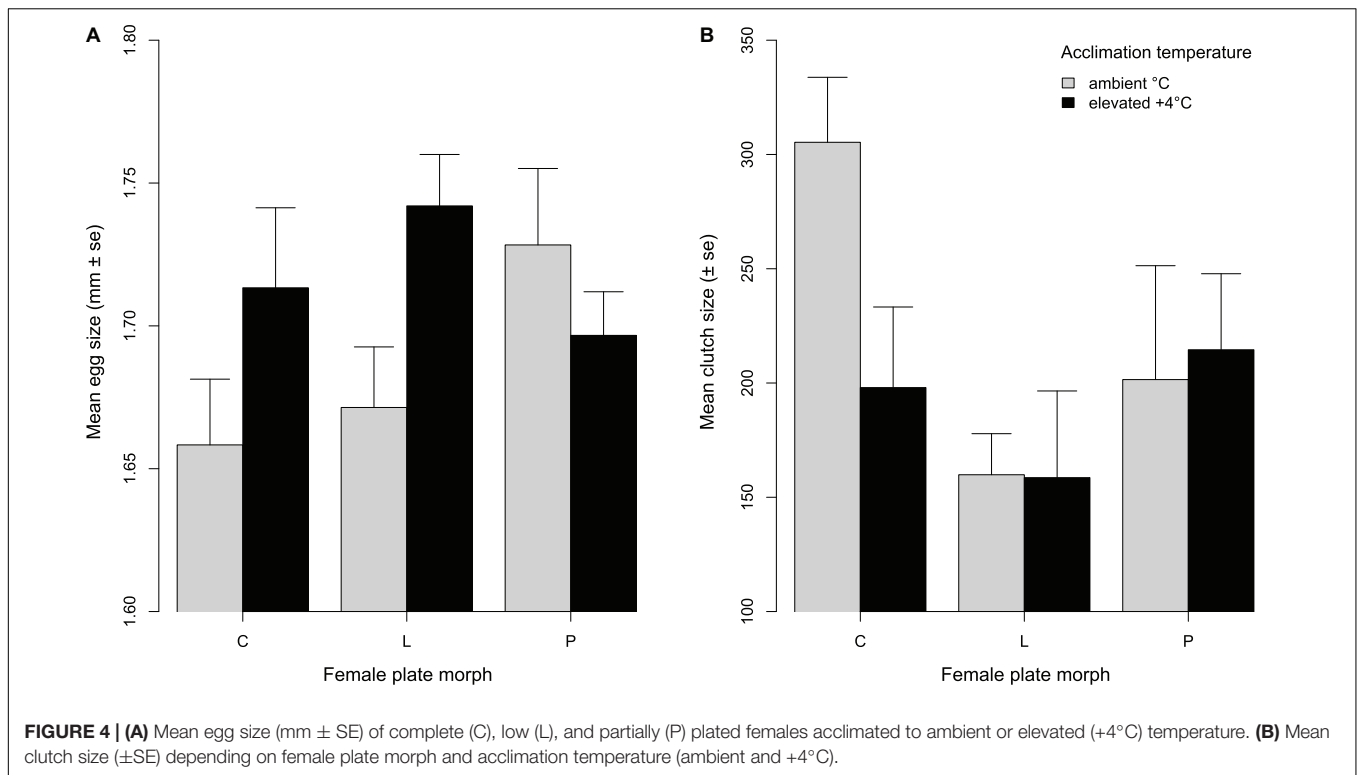 A
B
1.80
1.75
1.70
1.65
1.60
Mean egg size (mm ± se)
C
L
P
Female plate morph
350
300
250
200
150
100
Mean clutch size (± se)
Acclimation temperature
ambient °C
elevated +4°C
C
L
P
Female plate morph
FIGURE 4 | (A) Mean egg size (mm ± SE) of complete (C), low (L), and partially (P) plated females acclimated to ambient or elevated (+4°C) temperature. (B) Mean
clutch size (±SE) depending on female plate morph and acclimation temperature (ambient and +4°C).